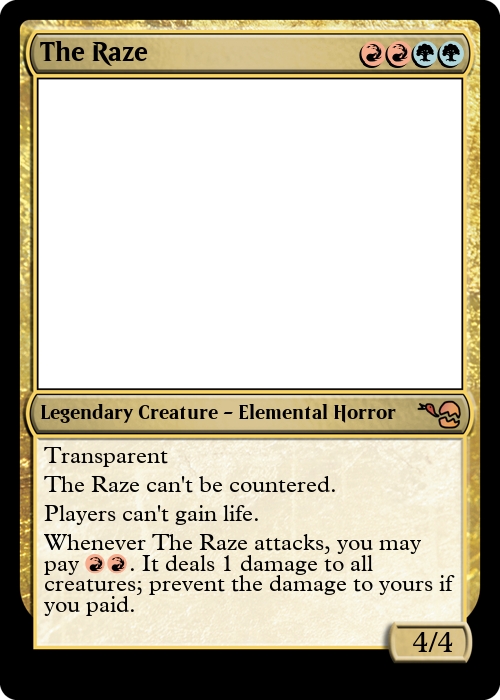 The Raze
Legendary Creature – Elemental Horror
Transparent
The Raze can't be countered.
Players can't gain life.
Whenever The Raze attacks, you may
pay . It deals 1 damage to all
creatures; prevent the damage to yours if
you paid.
4/4